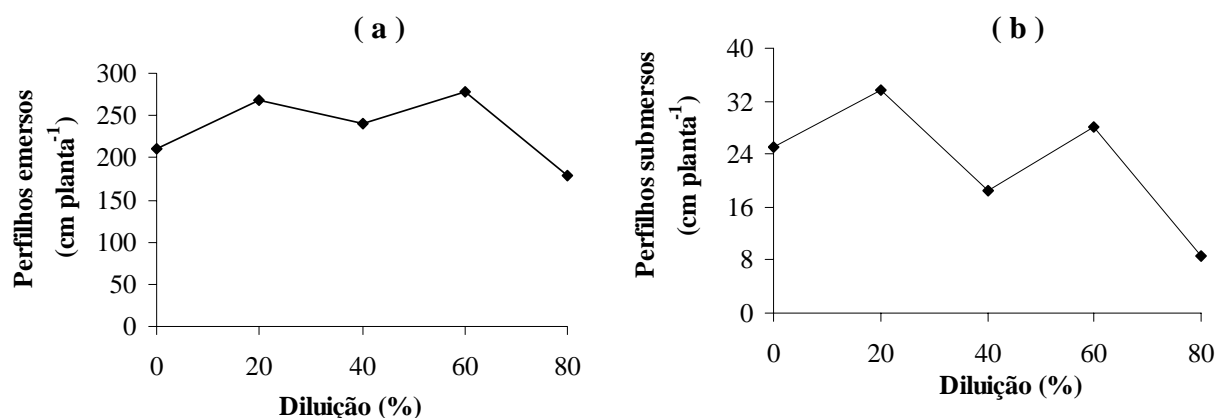 ( a )
Perfilhos emersos
(cm planta⁻¹)
300
250
200
150
100
50
0
0 20 40 60 80
Diluição (%)
( b )
Perfilhos submersos
(cm planta⁻¹)
40
32
24
16
8
0
0 20 40 60 80
Diluição (%)